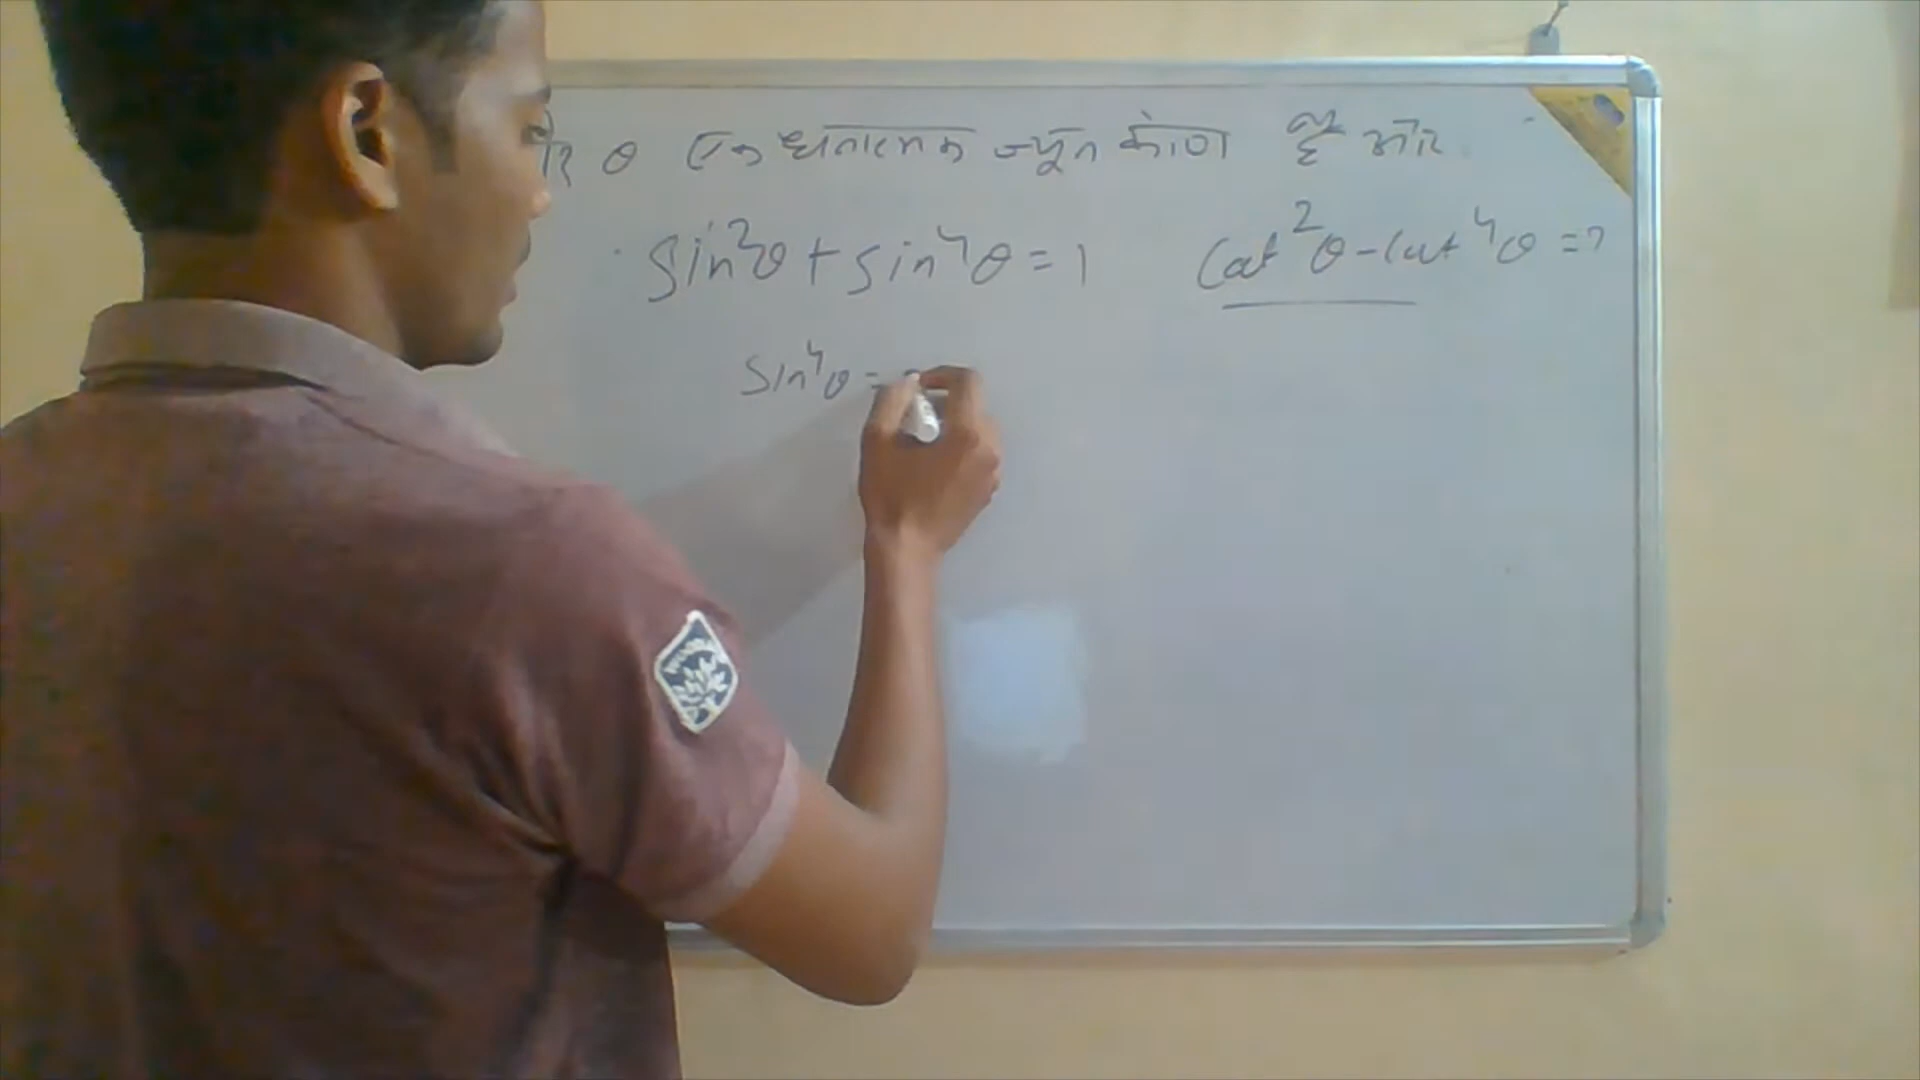 θ एक धनात्मक न्यून कोण है और
sin²θ + sin⁴θ = 1 Cot²θ - Cot⁴θ = ?
sin⁴θ =